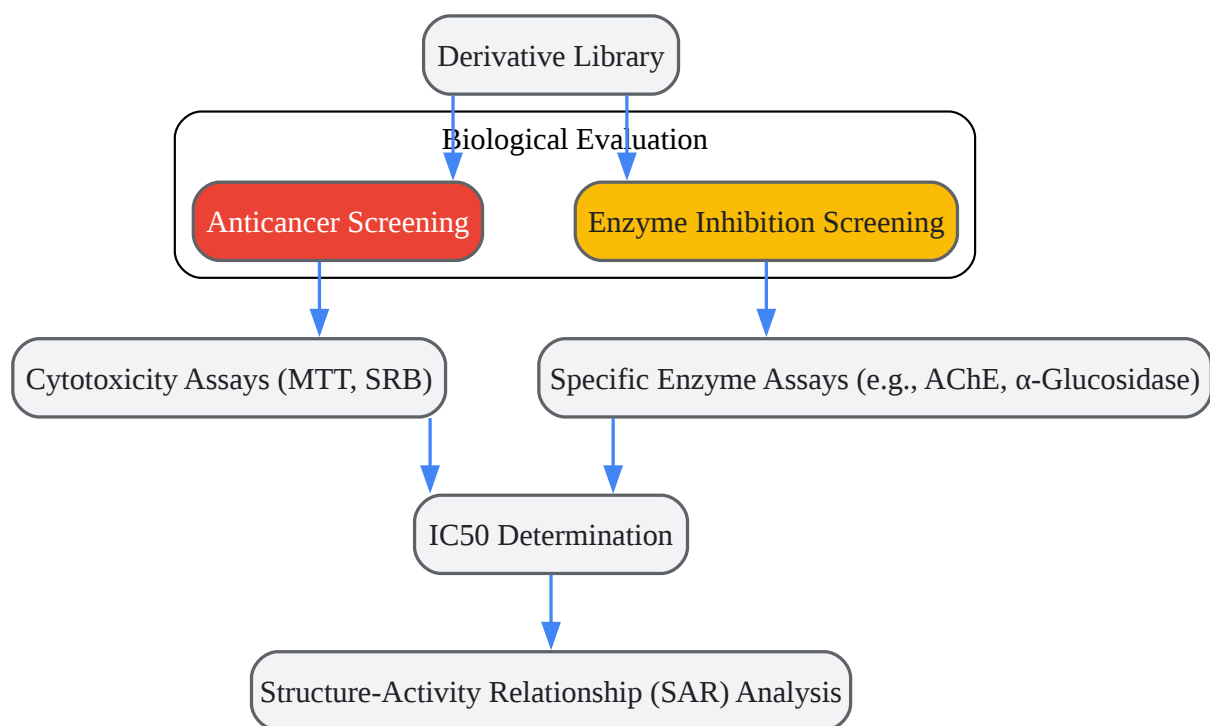 Derivative Library
Biological Evaluation
Anticancer Screening
Enzyme Inhibition Screening
Cytotoxicity Assays (MTT, SRB)
Specific Enzyme Assays (e.g., AChE, α-Glucosidase)
IC50 Determination
Structure-Activity Relationship (SAR) Analysis